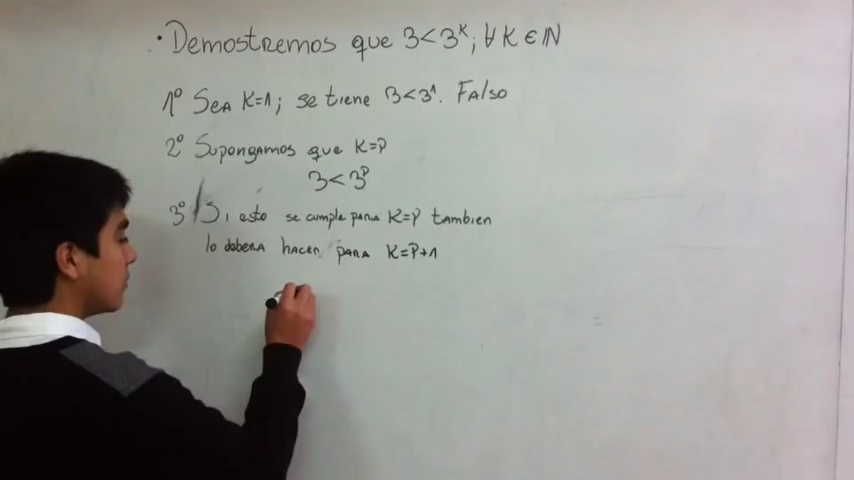 • Demostremos que 3 < 3^k ; ∀ K ∈ ℕ
1° Sea K=1; se tiene 3 < 3^1. Falso
2° Supongamos que K=P
3 < 3^P
3° Si esto se cumple para K=P tambien
lo debera hacer para K=P+1